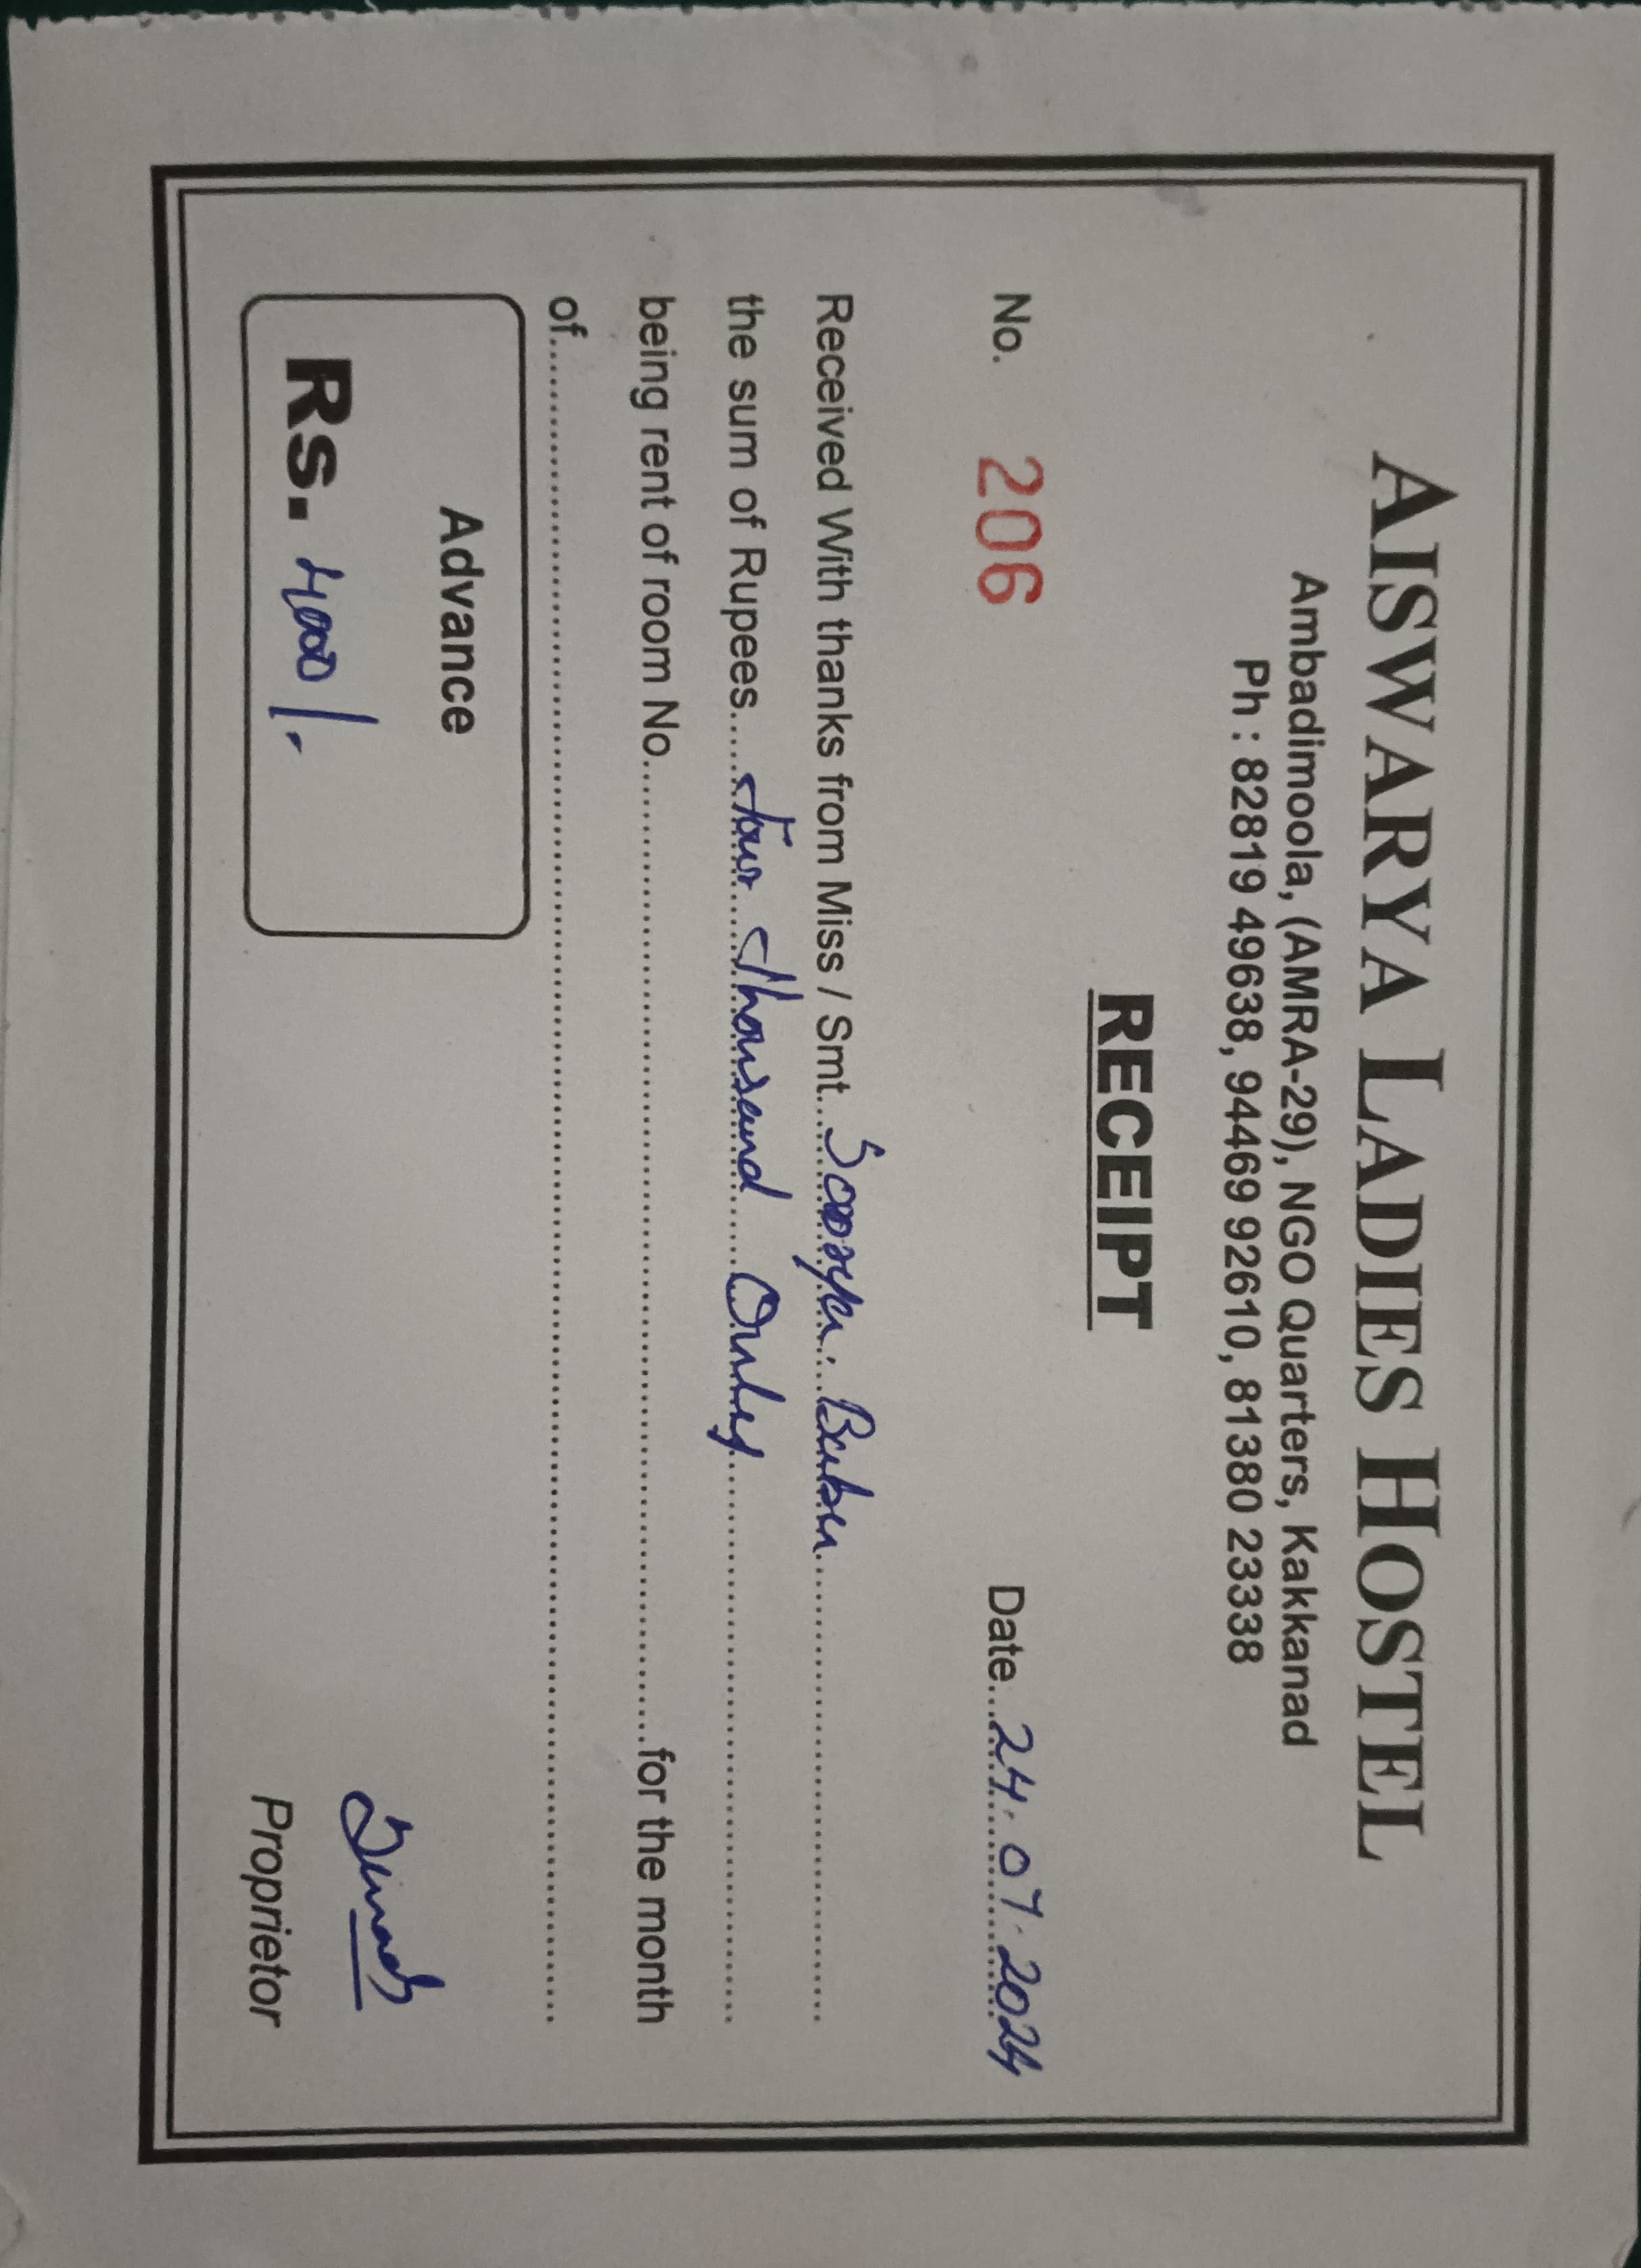 AISWARYA LADIES HOSTEL
Ambadimoola, (AMRA-29), NGO Quarters, Kakkanad
Ph : 82819 49638, 94469 92610, 81380 23338
RECEIPT
No. 206 Date 24.07.2024
Received With thanks from Miss / Smt. Soorya. Babu
the sum of Rupees four thousand Only
being rent of room No for the month
of
Advance
Rs. 4000/-
Proprietor